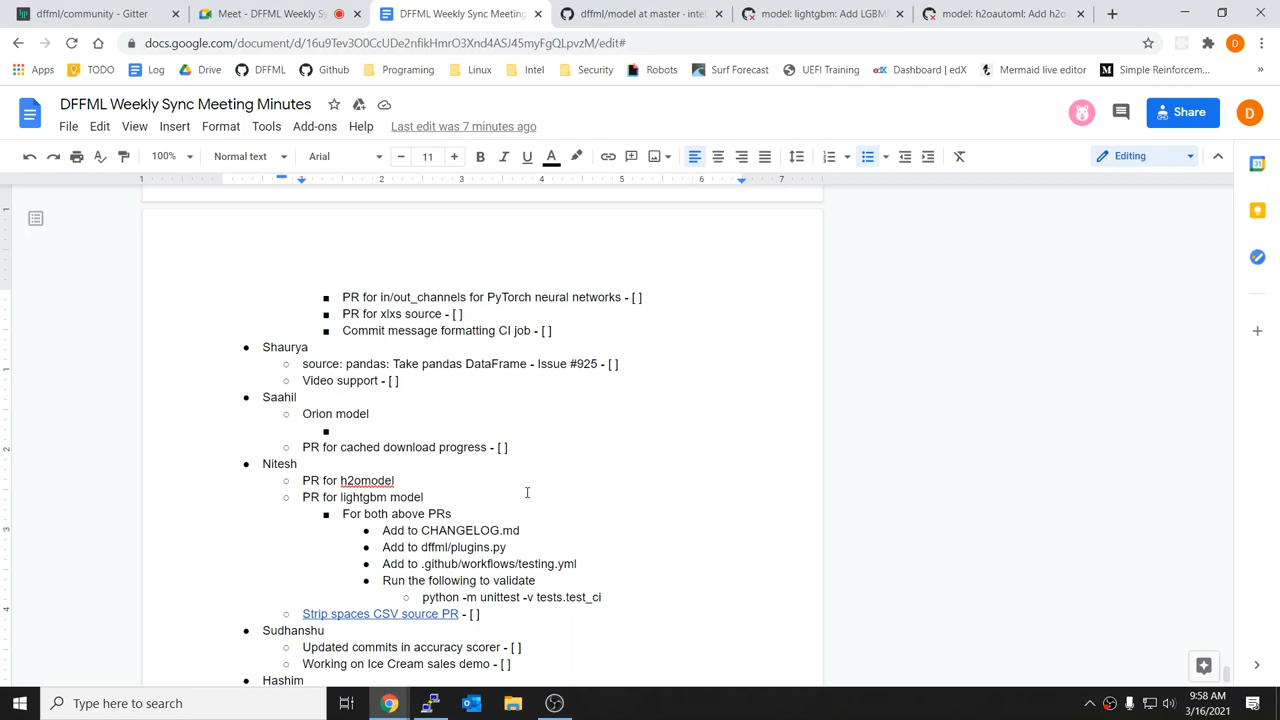 dffml/community - Gitter
Meet - DFFML Weekly S
DFFML Weekly Sync Meeting
dffml/model at master · intel
model: lightgbm: Add LGBM
model: h2oautoml: Add h2o
docs.google.com/document/d/16u9Tev3O0CcUDe2nfikHmrO3Xnd4ASJ45myFgQLpvzM/edit#
Apps TODO Log Drive DFFML Github Programing Linux Intel Security Robots Surf Forecast UEFI Training Dashboard | edX Mermaid live editor Simple Reinforcem...
DFFML Weekly Sync Meeting Minutes
Share
File Edit View Insert Format Tools Add-ons Help Last edit was 7 minutes ago
100% Normal text Arial 11 Editing
1 1 2 3 4 5 6 7
PR for in/out_channels for PyTorch neural networks - [ ]
PR for xlxs source - [ ]
Commit message formatting CI job - [ ]
Shaurya
source: pandas: Take pandas DataFrame - Issue #925 - [ ]
Video support - [ ]
Saahil
Orion model
PR for cached download progress - [ ]
Nitesh
PR for h2omodel
PR for lightgbm model
For both above PRs
Add to CHANGELOG.md
Add to dffml/plugins.py
Add to .github/workflows/testing.yml
Run the following to validate
python -m unittest -v tests.test_ci
Strip spaces CSV source PR - [ ]
Sudhanshu
Updated commits in accuracy scorer - [ ]
Working on Ice Cream sales demo - [ ]
Hashim
Type here to search
9:58 AM
3/16/2021